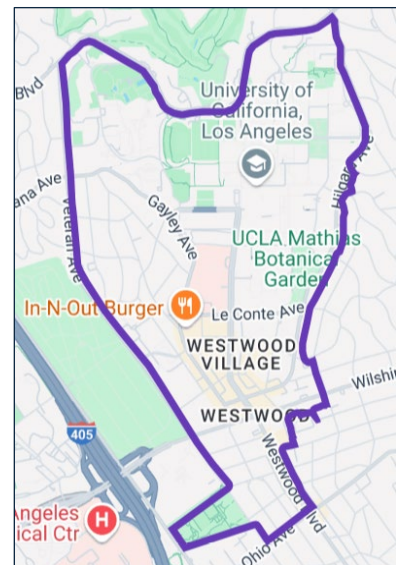 Blvd
University of
California,
Los Angeles
ana Ave
Veteran Ave
Gayley Ave
Hilgard Ave
UCLA Mathias
Botanical
Garden
In-N-Out Burger
Le Conte Ave
WESTWOOD
VILLAGE
Wilshi
WESTWOOD
405
Westwood Blvd
Angeles
ical Ctr
H
Ohio Ave